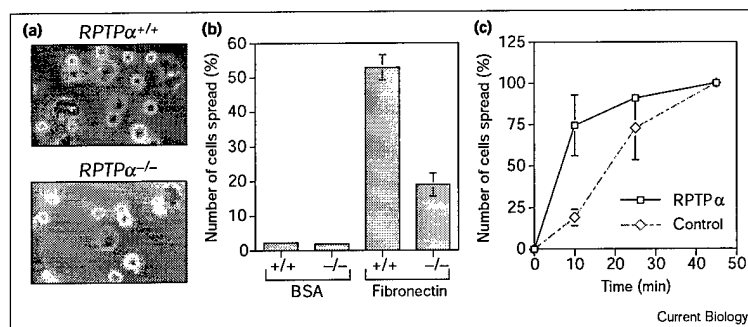 (a)
RPTPα+/+
RPTPα−/−
(b)
Number of cells spread (%)
60
50
40
30
20
10
0
+/+
−/−
+/+
−/−
BSA
Fibronectin
(c)
Number of cells spread (%)
125
100
75
50
25
0
RPTPα
Control
0
10
20
30
40
50
Time (min)
Current Biology